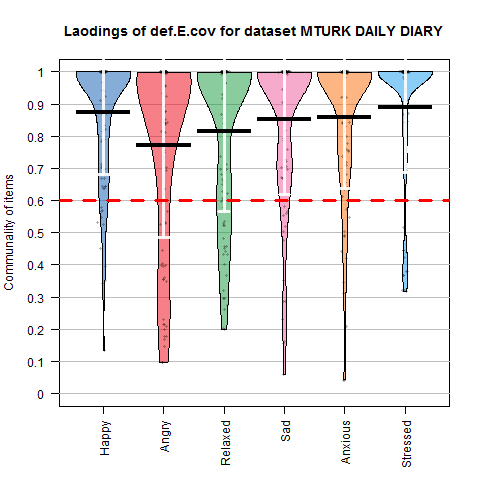 Laodings of def.E.cov for dataset MTURK DAILY DIARY
Communality of items
1
0.9
0.8
0.7
0.6
0.5
0.4
0.3
0.2
0.1
0
Happy
Angry
Relaxed
Sad
Anxious
Stressed